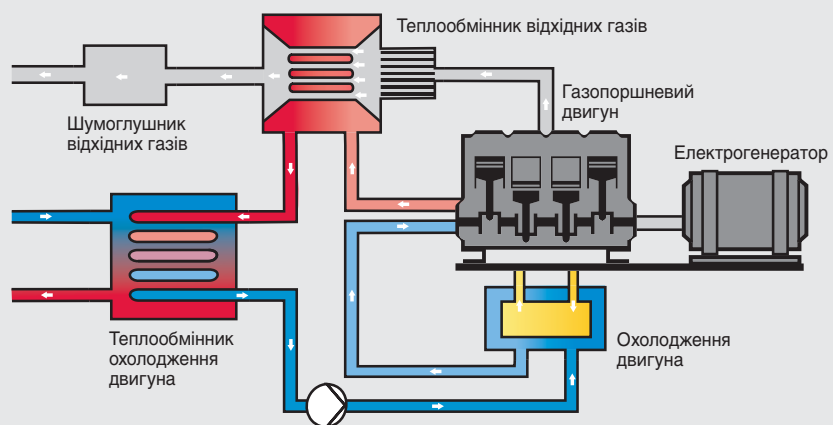 Теплообмінник відхідних газів
Газопоршневий
двигун
Шумоглушник
відхідних газів
Електрогенератор
Теплообмінник
охолодження
двигуна
Охолодження
двигуна